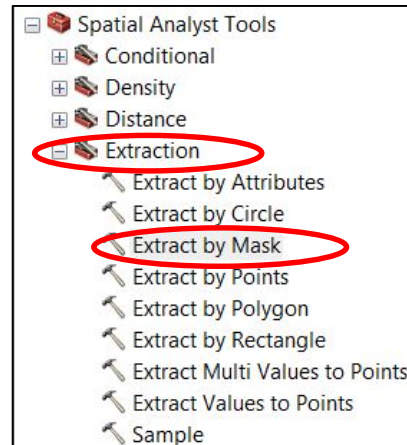 Spatial Analyst Tools
Conditional
Density
Distance
Extraction
Extract by Attributes
Extract by Circle
Extract by Mask
Extract by Points
Extract by Polygon
Extract by Rectangle
Extract Multi Values to Points
Extract Values to Points
Sample